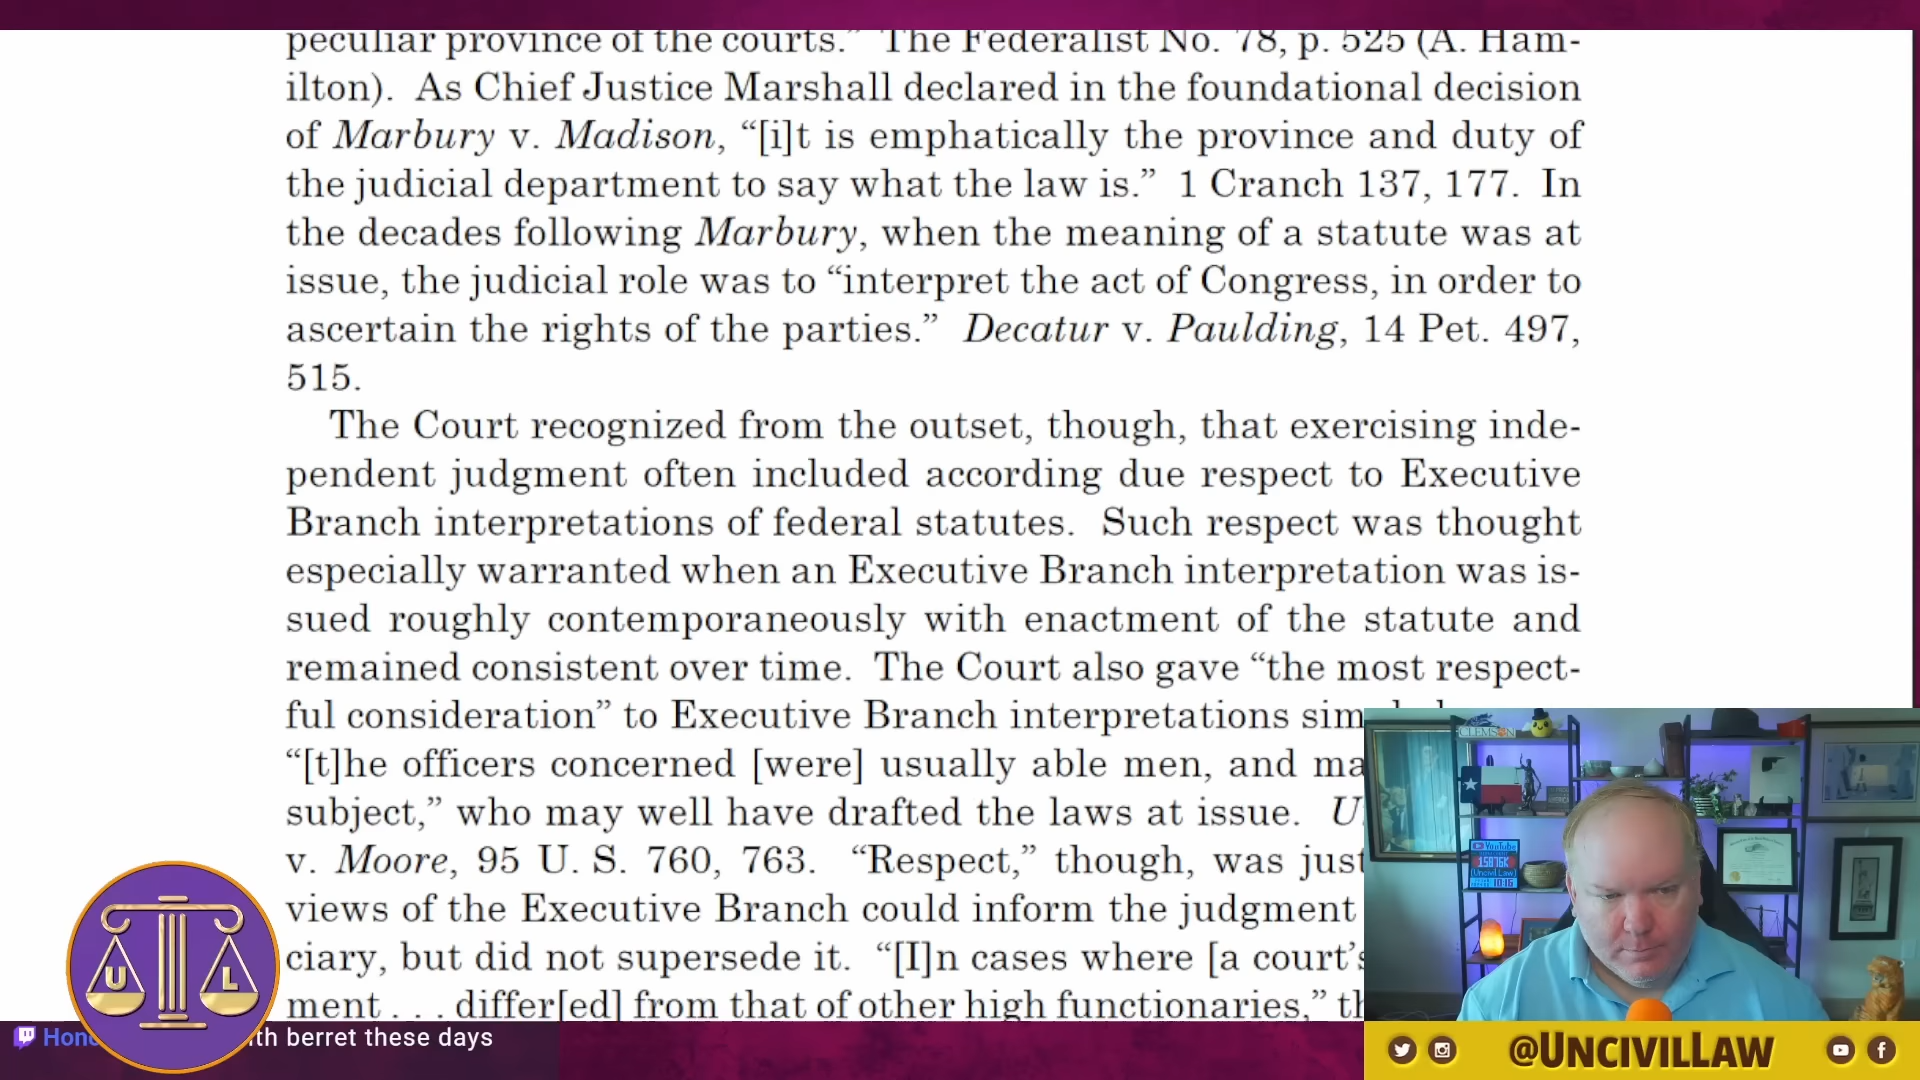 peculiar province of the courts.” The Federalist No. 78, p. 525 (A. Ham-
ilton). As Chief Justice Marshall declared in the foundational decision
of Marbury v. Madison, “[i]t is emphatically the province and duty of
the judicial department to say what the law is.” 1 Cranch 137, 177. In
the decades following Marbury, when the meaning of a statute was at
issue, the judicial role was to “interpret the act of Congress, in order to
ascertain the rights of the parties.” Decatur v. Paulding, 14 Pet. 497,
515.
The Court recognized from the outset, though, that exercising inde-
pendent judgment often included according due respect to Executive
Branch interpretations of federal statutes. Such respect was thought
especially warranted when an Executive Branch interpretation was is-
sued roughly contemporaneously with enactment of the statute and
remained consistent over time. The Court also gave “the most respect-
ful consideration” to Executive Branch interpretations
“[t]he officers concerned [were] usually able men, and
subject,” who may well have drafted the laws at issue.
v. Moore, 95 U. S. 760, 763. “Respect,” though, was just
views of the Executive Branch could inform the judgment
ciary, but did not supersede it. “[I]n cases where [a court’s
ment . . . differ[ed] from that of other high functionaries,”
CLEMSON
YouTube
(Uncivil Law)
U L
berret these days
@UNCIVILLAW